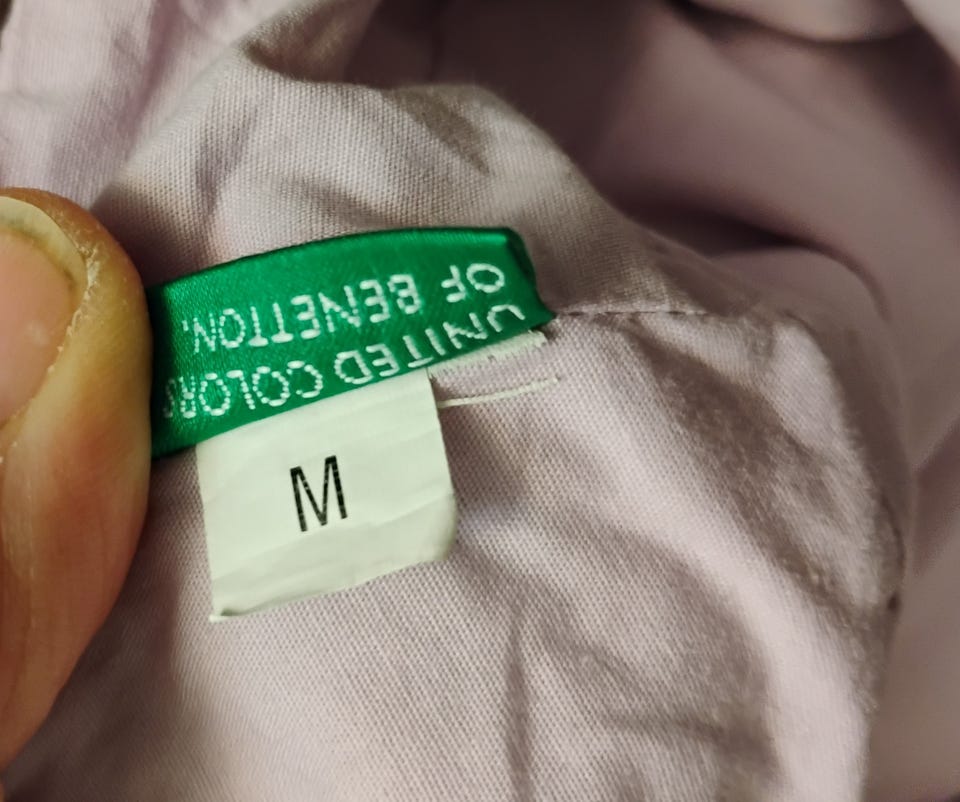 UNITED COLORS
OF BENETTON.
M